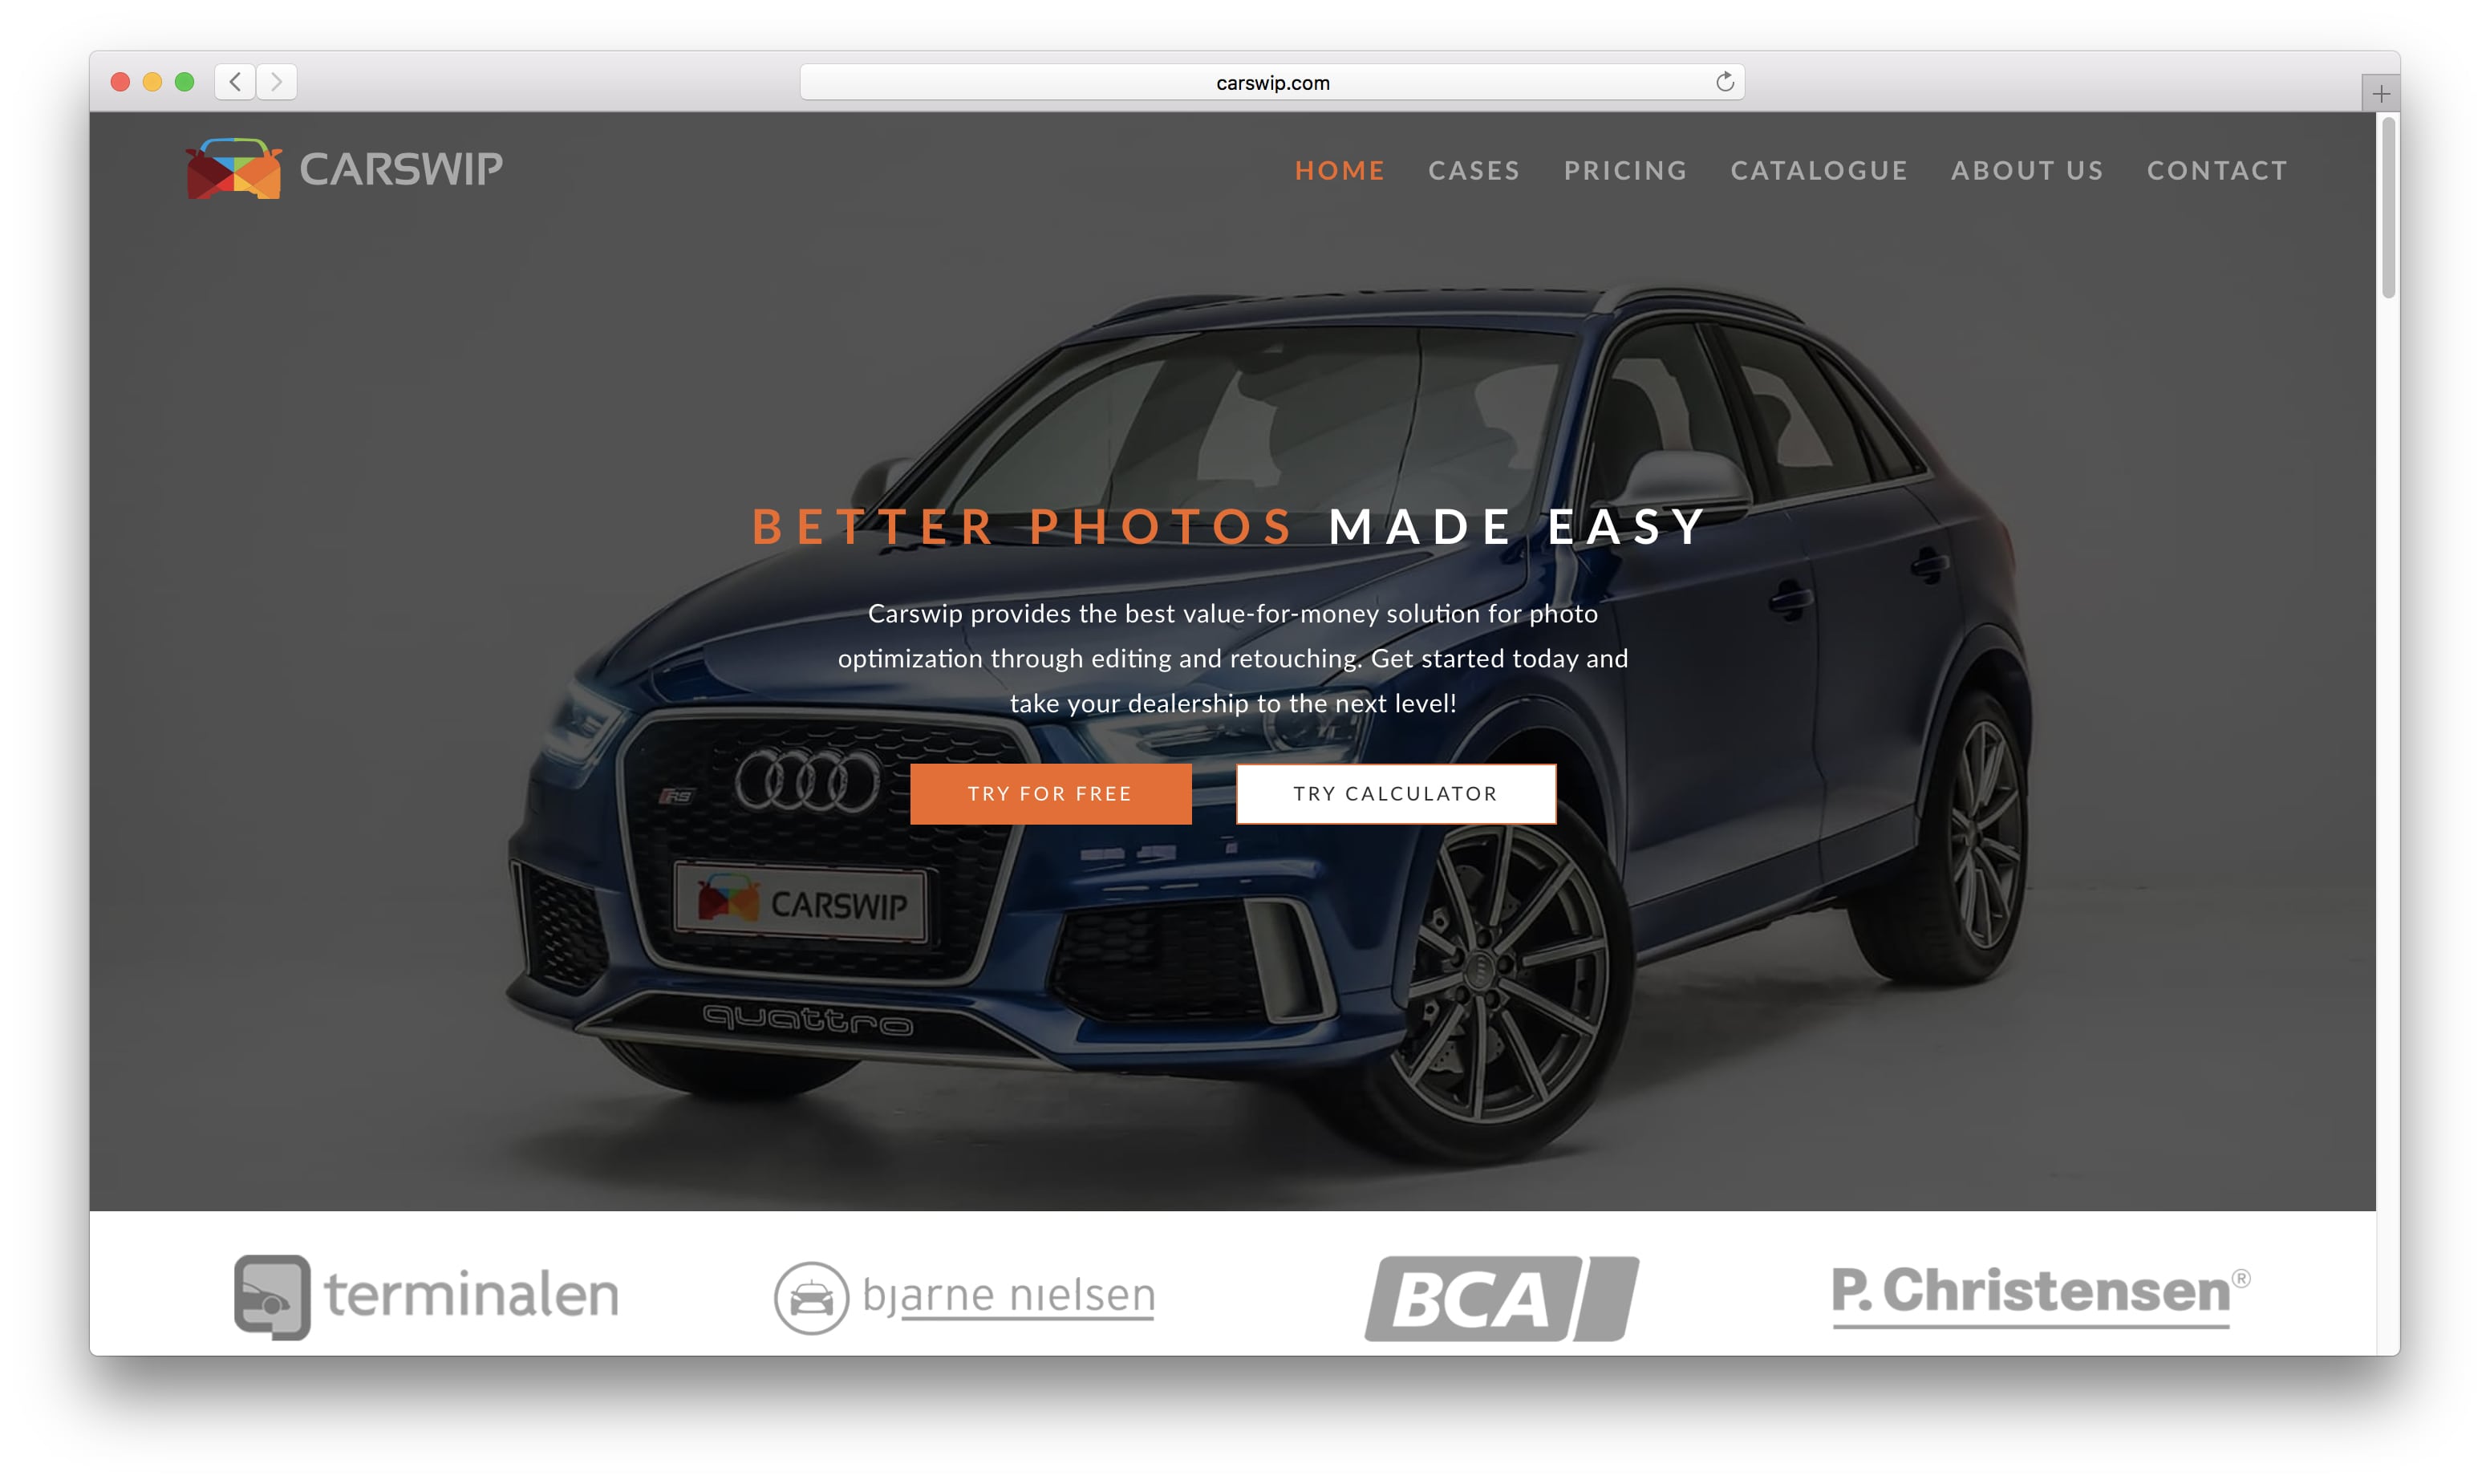 carswip.com
CARSWIP
HOME CASES PRICING CATALOGUE ABOUT US CONTACT
BETTER PHOTOS MADE EASY
Carswip provides the best value-for-money solution for photo
optimization through editing and retouching. Get started today and
take your dealership to the next level!
TRY FOR FREE TRY CALCULATOR
RS
CARSWIP
quattro
terminalen bjarne nielsen BCA P. Christensen®